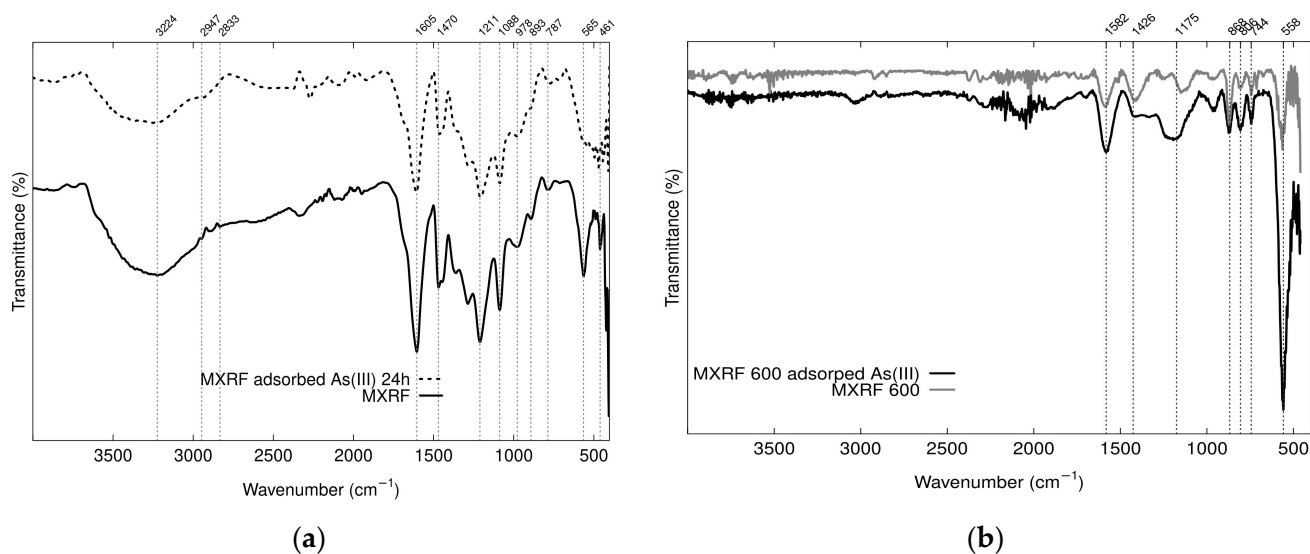 3224 2947 2833 1605 1470 1211 1088 978 893 787 565 461
Transmittance (%)
MXRF adsorbed As(III) 24h
MXRF
3500 3000 2500 2000 1500 1000 500
Wavenumber (cm⁻¹)
(a)
1582 1426 1175 868 806 744 558
Transmittance (%)
MXRF 600 adsorped As(III)
MXRF 600
3500 3000 2500 2000 1500 1000 500
Wavenumber (cm⁻¹)
(b)